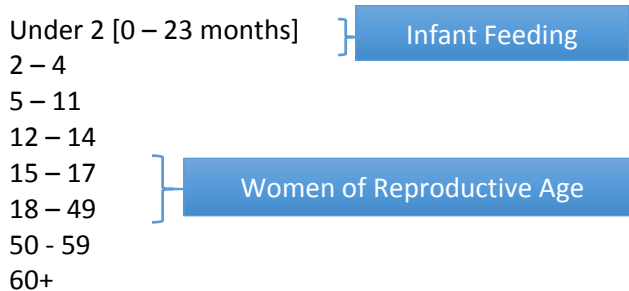 Under 2 [0 – 23 months]
Infant Feeding
2 – 4
5 – 11
12 – 14
15 – 17
Women of Reproductive Age
18 – 49
50 - 59
60+